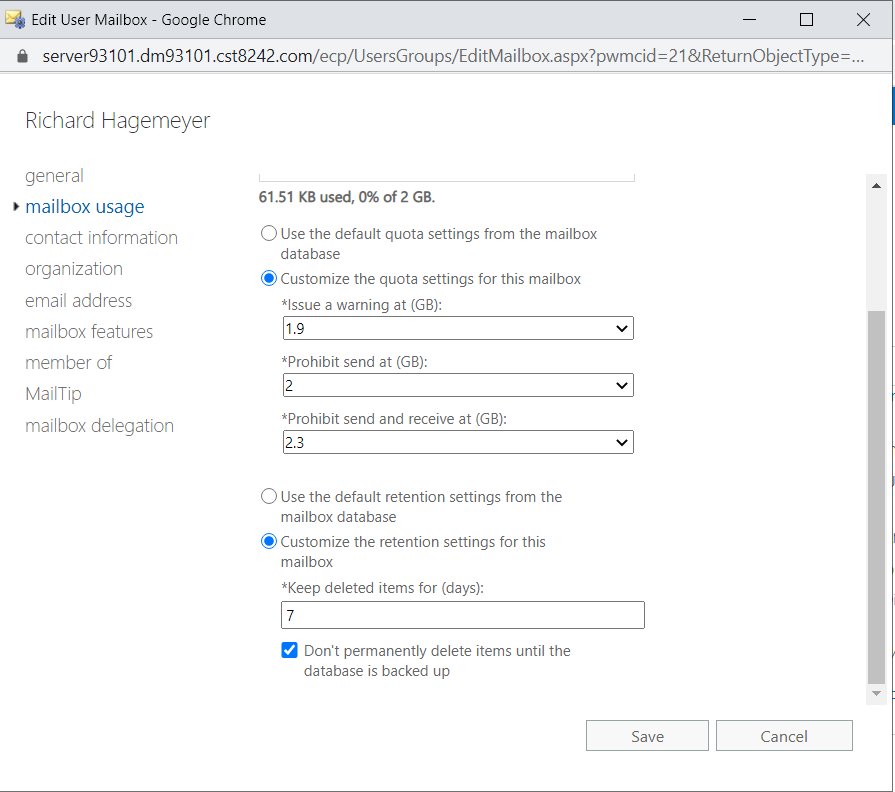 Edit User Mailbox - Google Chrome
server93101.dm93101.cst8242.com/ecp/UsersGroups/EditMailbox.aspx?pwmcid=21&ReturnObjectType=...
Richard Hagemeyer
general
mailbox usage
contact information
organization
email address
mailbox features
member of
MailTip
mailbox delegation
61.51 KB used, 0% of 2 GB.
Use the default quota settings from the mailbox
database
Customize the quota settings for this mailbox
*Issue a warning at (GB):
1.9
*Prohibit send at (GB):
2
*Prohibit send and receive at (GB):
2.3
Use the default retention settings from the
mailbox database
Customize the retention settings for this
mailbox
*Keep deleted items for (days):
7
Don't permanently delete items until the
database is backed up
Save
Cancel